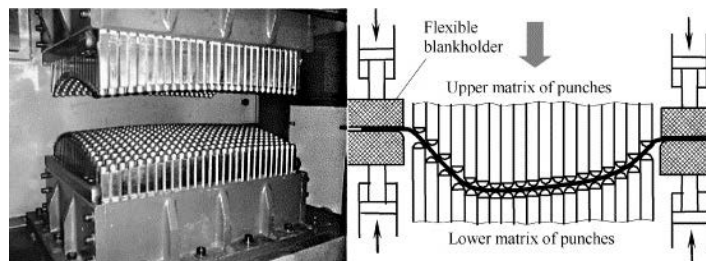 Flexible
blankholder
Upper matrix of punches
Lower matrix of punches